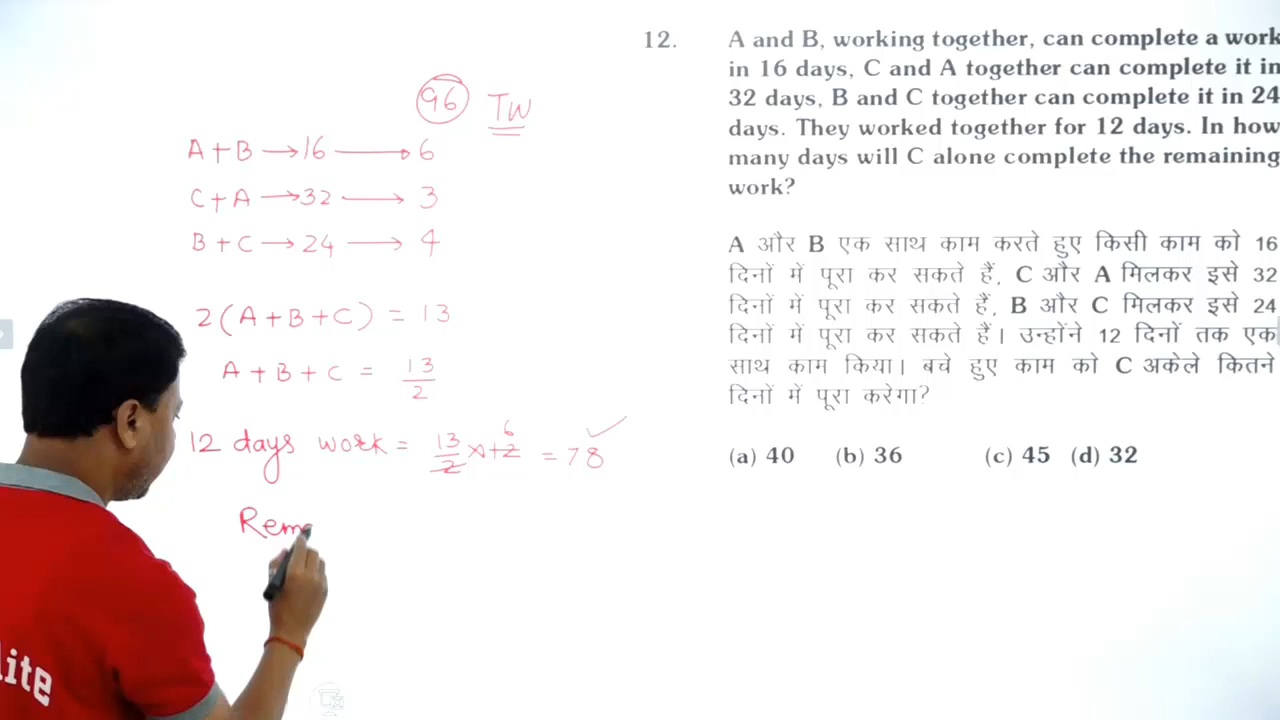 96 TW
A+B → 16 → 6
C+A → 32 → 3
B+C → 24 → 4
2(A+B+C) = 13
A+B+C = 13/2
12 days work = 13/2 × 12 6 = 78 ✓
Rem
lite
12. A and B, working together, can complete a work
in 16 days, C and A together can complete it in
32 days, B and C together can complete it in 24
days. They worked together for 12 days. In how
many days will C alone complete the remaining
work?
A और B एक साथ काम करते हुए किसी काम को 16
दिनों में पूरा कर सकते हैं, C और A मिलकर इसे 32
दिनों में पूरा कर सकते हैं, B और C मिलकर इसे 24
दिनों में पूरा कर सकते हैं। उन्होंने 12 दिनों तक एक
साथ काम किया। बचे हुए काम को C अकेले कितने
दिनों में पूरा करेगा?
(a) 40 (b) 36 (c) 45 (d) 32